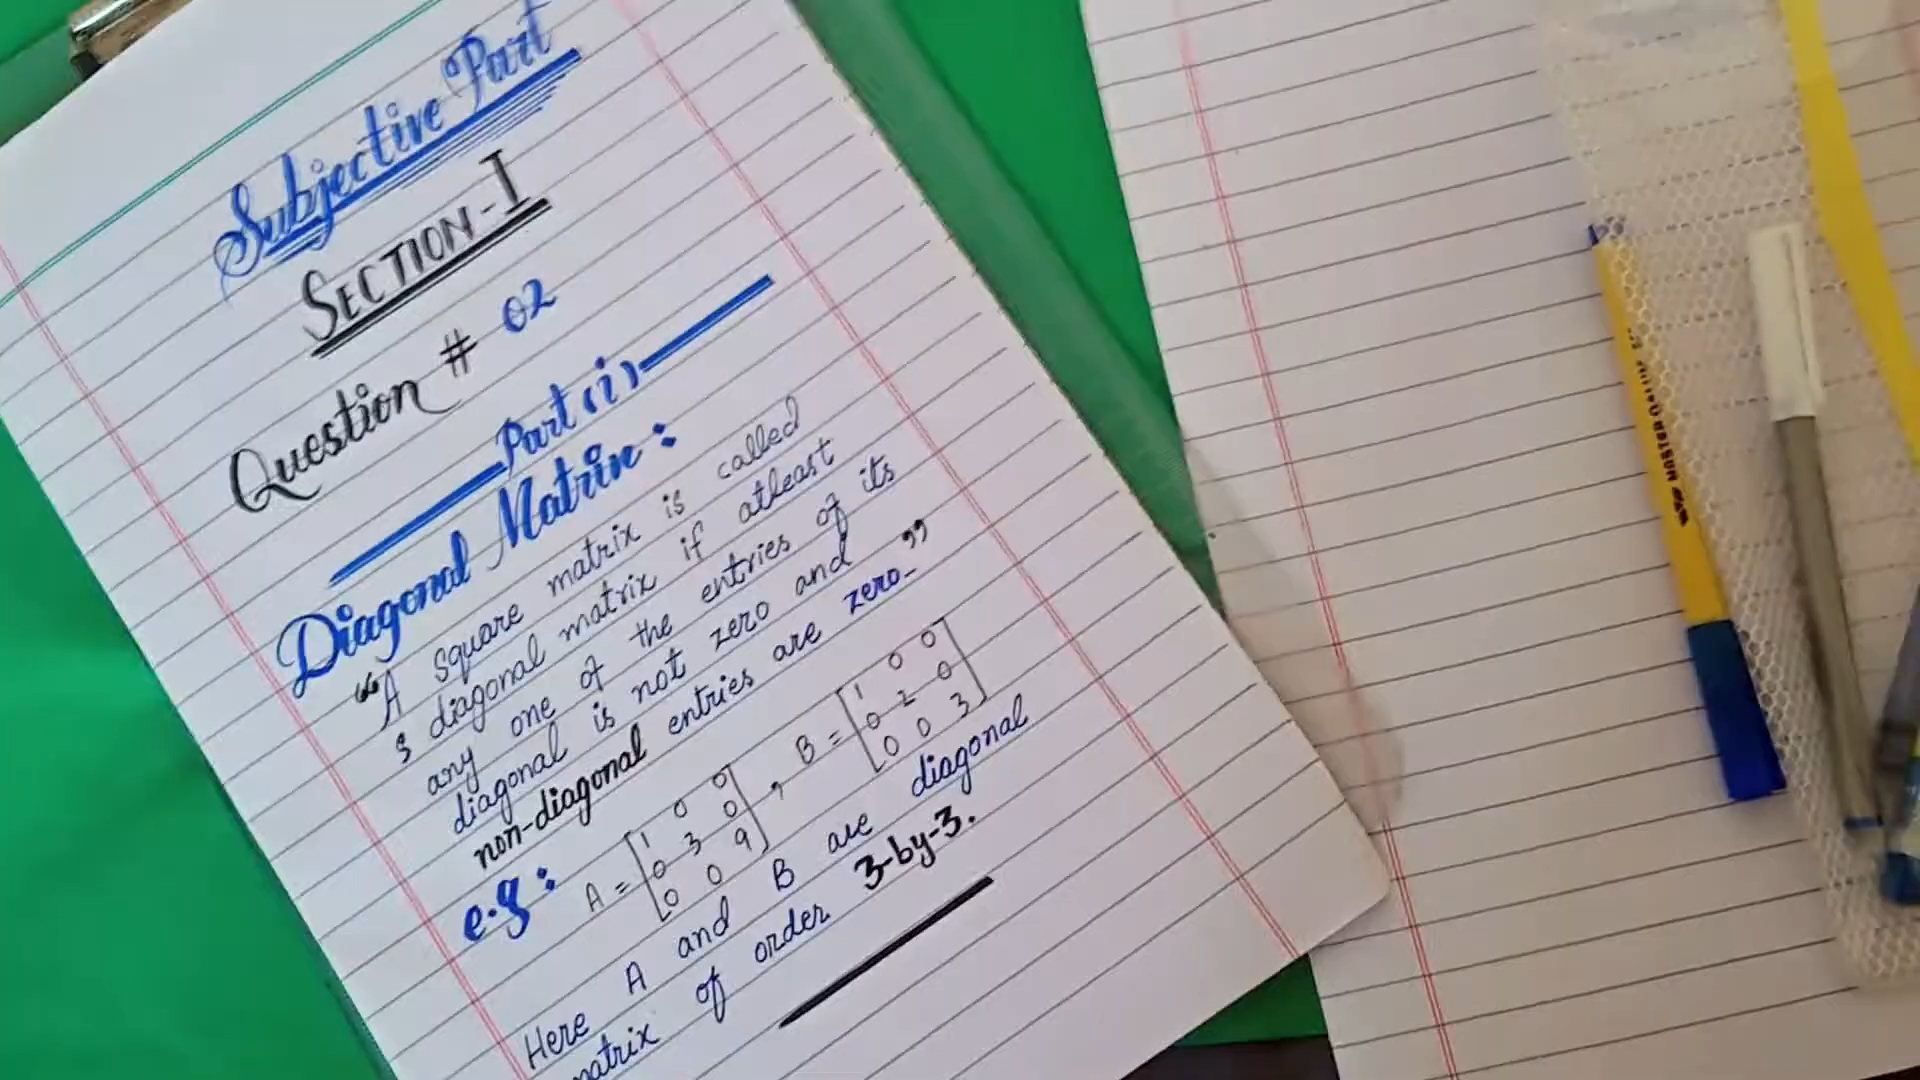 Subjective Part
SECTION-I
Question # 02
Part (i)
Diagonal Matrix:
"A square matrix is called
a diagonal matrix if atleast
any one of the entries of its
diagonal is not zero and
non-diagonal entries are zero-"
e.g: A = [1 0 0
0 3 0
0 0 9] , B = [1 0 0
0 2 0
0 0 3]
Here A and B are diagonal
matrix of order 3-by-3.